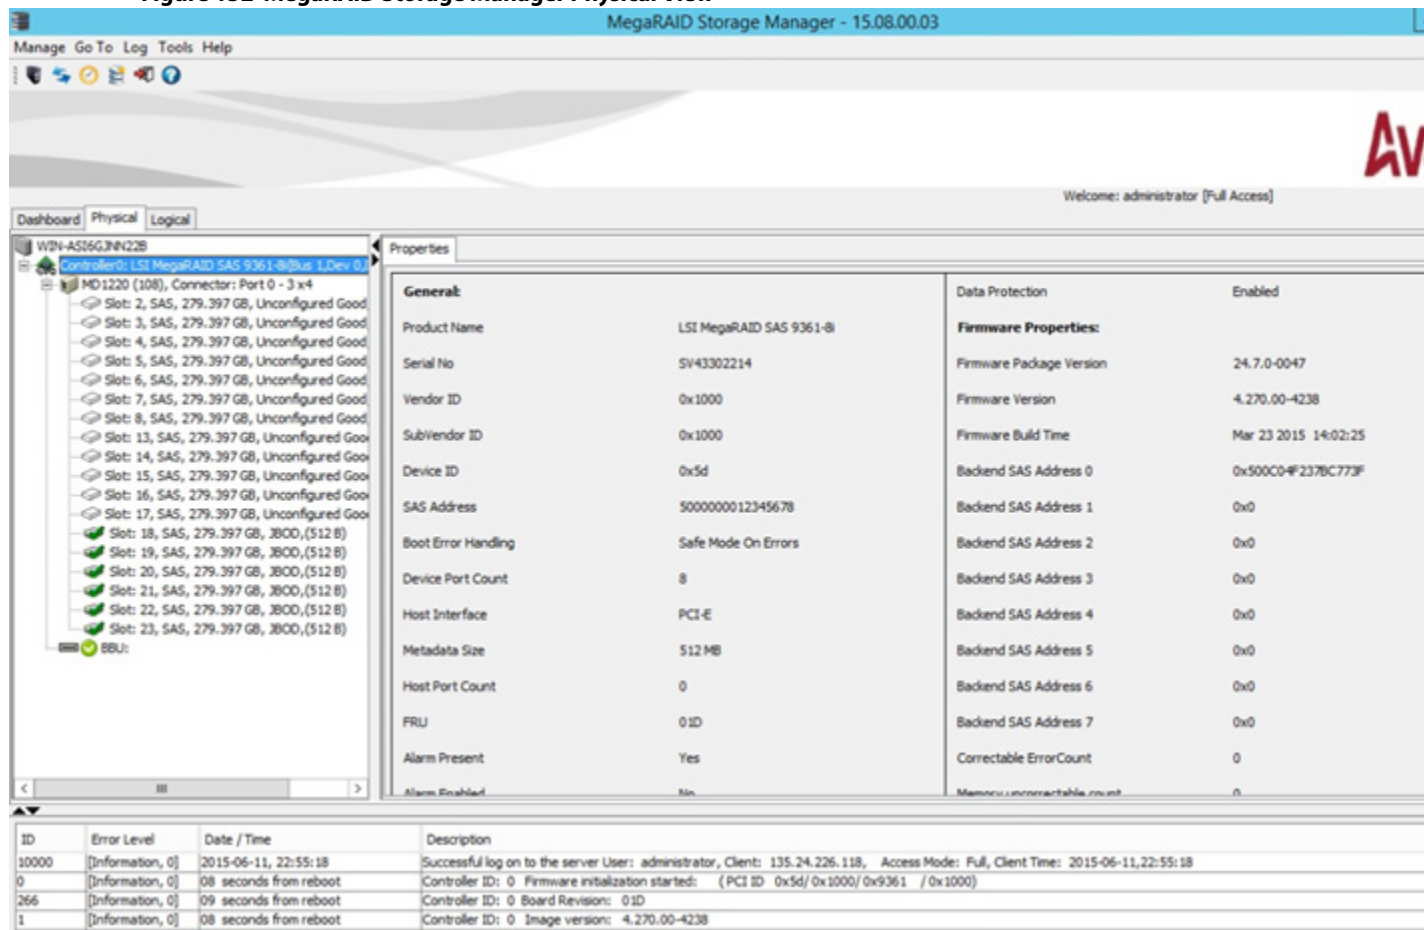 MegaRAID Storage Manager Physical View
MegaRAID Storage Manager - 15.08.00.03
Manage Go To Log Tools Help
AV
Welcome: administrator [Full Access]
Dashboard Physical Logical
WIN-ASI6GJNN22B
Controller0: LSI MegaRAID SAS 9361-8i(Bus 1,Dev 0,
MD1220 (108), Connector: Port 0 - 3 x4
Slot: 2, SAS, 279.397 GB, Unconfigured Good
Slot: 3, SAS, 279.397 GB, Unconfigured Good
Slot: 4, SAS, 279.397 GB, Unconfigured Good
Slot: 5, SAS, 279.397 GB, Unconfigured Good
Slot: 6, SAS, 279.397 GB, Unconfigured Good
Slot: 7, SAS, 279.397 GB, Unconfigured Good
Slot: 8, SAS, 279.397 GB, Unconfigured Good
Slot: 13, SAS, 279.397 GB, Unconfigured Goo
Slot: 14, SAS, 279.397 GB, Unconfigured Goo
Slot: 15, SAS, 279.397 GB, Unconfigured Goo
Slot: 16, SAS, 279.397 GB, Unconfigured Goo
Slot: 17, SAS, 279.397 GB, Unconfigured Goo
Slot: 18, SAS, 279.397 GB, JBOD,(512 B)
Slot: 19, SAS, 279.397 GB, JBOD,(512 B)
Slot: 20, SAS, 279.397 GB, JBOD,(512 B)
Slot: 21, SAS, 279.397 GB, JBOD,(512 B)
Slot: 22, SAS, 279.397 GB, JBOD,(512 B)
Slot: 23, SAS, 279.397 GB, JBOD,(512 B)
BBU:
Properties
General:
Product Name LSI MegaRAID SAS 9361-8i
Serial No SV43302214
Vendor ID 0x1000
SubVendor ID 0x1000
Device ID 0x5d
SAS Address 5000000012345678
Boot Error Handling Safe Mode On Errors
Device Port Count 8
Host Interface PCI-E
Metadata Size 512 MB
Host Port Count 0
FRU 01D
Alarm Present Yes
Alarm Enabled No
Data Protection Enabled
Firmware Properties:
Firmware Package Version 24.7.0-0047
Firmware Version 4.270.00-4238
Firmware Build Time Mar 23 2015 14:02:25
Backend SAS Address 0 0x500C04F237BC773F
Backend SAS Address 1 0x0
Backend SAS Address 2 0x0
Backend SAS Address 3 0x0
Backend SAS Address 4 0x0
Backend SAS Address 5 0x0
Backend SAS Address 6 0x0
Backend SAS Address 7 0x0
Correctable ErrorCount 0
Memory uncorrectable count 0
ID Error Level Date / Time Description
10000 [Information, 0] 2015-06-11, 22:55:18 Successful log on to the server User: administrator, Client: 135.24.226.118, Access Mode: Full, Client Time: 2015-06-11,22:55:18
0 [Information, 0] 08 seconds from reboot Controller ID: 0 Firmware initialization started: (PCI ID 0x5d/ 0x1000/ 0x9361 / 0x1000)
266 [Information, 0] 09 seconds from reboot Controller ID: 0 Board Revision: 01D
1 [Information, 0] 08 seconds from reboot Controller ID: 0 Image version: 4.270.00-4238